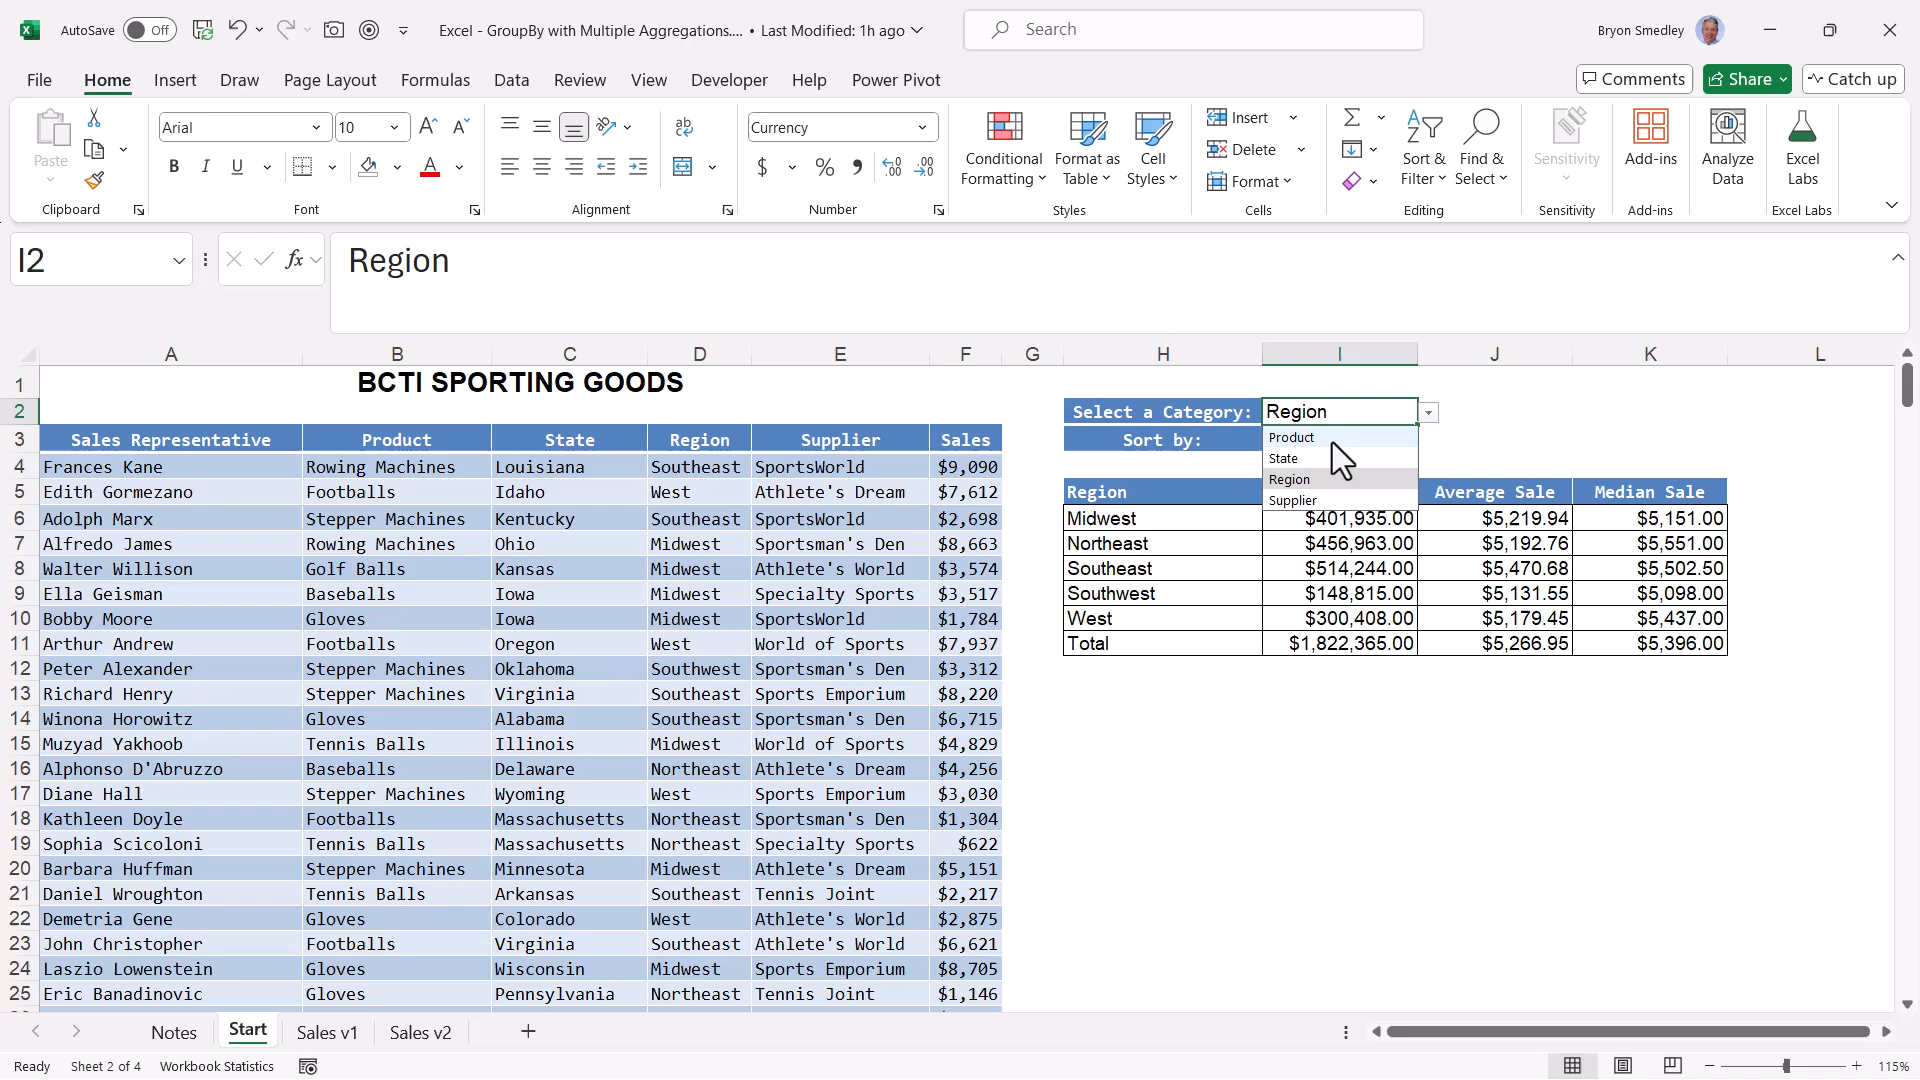 AutoSave Off Excel - GroupBy with Multiple Aggregations.... • Last Modified: 1h ago Search Bryon Smedley
File Home Insert Draw Page Layout Formulas Data Review View Developer Help Power Pivot Comments Share Catch up
Paste
Clipboard
Arial 10
B I U A
Font
ab
Alignment
Currency
$ % ,
Number
Conditional Formatting
Format as Table
Cell Styles
Styles
Insert
Delete
Format
Cells
Sort & Filter
Find & Select
Editing
Sensitivity
Sensitivity
Add-ins
Add-ins
Analyze Data
Excel Labs
Excel Labs
I2 fx Region
A B C D E F G H I J K L
1 BCTI SPORTING GOODS
2 Select a Category: Region
3 Sales Representative Product State Region Supplier Sales Sort by:
Product
State
Region
Supplier
4 Frances Kane Rowing Machines Louisiana Southeast SportsWorld $9,090
5 Edith Gormezano Footballs Idaho West Athlete's Dream $7,612 Region Average Sale Median Sale
6 Adolph Marx Stepper Machines Kentucky Southeast SportsWorld $2,698 Midwest $401,935.00 $5,219.94 $5,151.00
7 Alfredo James Rowing Machines Ohio Midwest Sportsman's Den $8,663 Northeast $456,963.00 $5,192.76 $5,551.00
8 Walter Willison Golf Balls Kansas Midwest Athlete's World $3,574 Southeast $514,244.00 $5,470.68 $5,502.50
9 Ella Geisman Baseballs Iowa Midwest Specialty Sports $3,517 Southwest $148,815.00 $5,131.55 $5,098.00
10 Bobby Moore Gloves Iowa Midwest SportsWorld $1,784 West $300,408.00 $5,179.45 $5,437.00
11 Arthur Andrew Footballs Oregon West World of Sports $7,937 Total $1,822,365.00 $5,266.95 $5,396.00
12 Peter Alexander Stepper Machines Oklahoma Southwest Sportsman's Den $3,312
13 Richard Henry Stepper Machines Virginia Southeast Sports Emporium $8,220
14 Winona Horowitz Gloves Alabama Southeast Sportsman's Den $6,715
15 Muzyad Yakhoob Tennis Balls Illinois Midwest World of Sports $4,829
16 Alphonso D'Abruzzo Baseballs Delaware Northeast Athlete's Dream $4,256
17 Diane Hall Stepper Machines Wyoming West Sports Emporium $3,030
18 Kathleen Doyle Footballs Massachusetts Northeast Sportsman's Den $1,304
19 Sophia Scicoloni Tennis Balls Massachusetts Northeast Specialty Sports $622
20 Barbara Huffman Stepper Machines Minnesota Midwest Athlete's Dream $5,151
21 Daniel Wroughton Tennis Balls Arkansas Southeast Tennis Joint $2,217
22 Demetria Gene Gloves Colorado West Athlete's World $2,875
23 John Christopher Footballs Virginia Southeast Athlete's World $6,621
24 Laszio Lowenstein Gloves Wisconsin Midwest Sports Emporium $8,705
25 Eric Banadinovic Gloves Pennsylvania Northeast Tennis Joint $1,146
Notes Start Sales v1 Sales v2
Ready Sheet 2 of 4 Workbook Statistics 115%